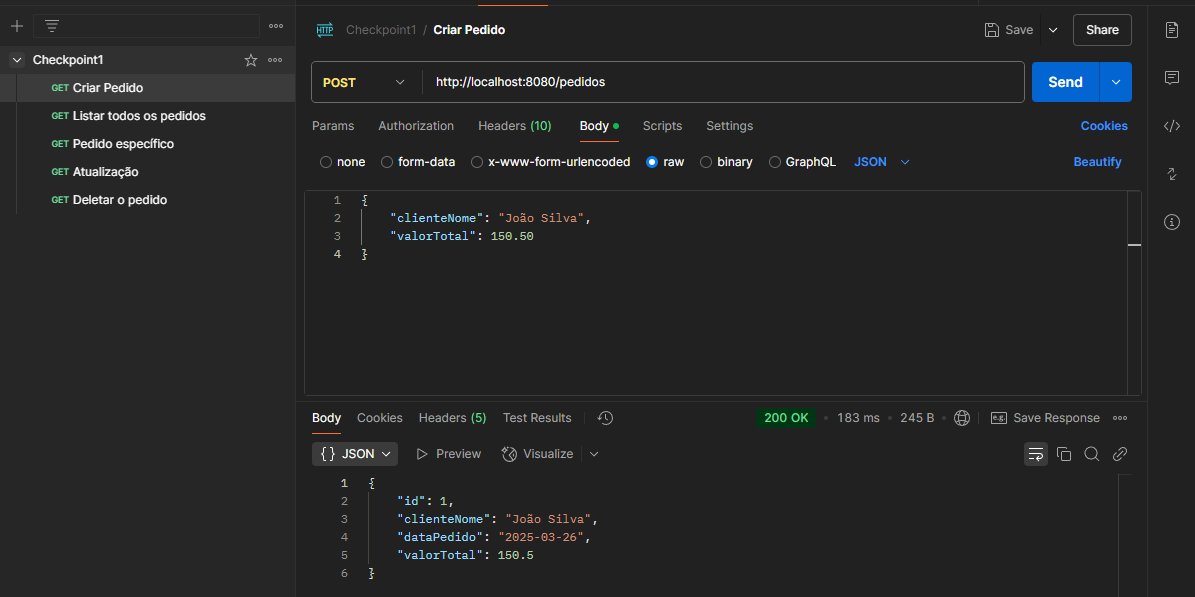 Checkpoint1
GET Criar Pedido
GET Listar todos os pedidos
GET Pedido específico
GET Atualização
GET Deletar o pedido
HTTP Checkpoint1 / Criar Pedido
Save
Share
POST http://localhost:8080/pedidos
Send
Params Authorization Headers (10) Body Scripts Settings Cookies
none form-data x-www-form-urlencoded raw binary GraphQL JSON Beautify
1 {
2 "clienteNome": "João Silva",
3 "valorTotal": 150.50
4 }
Body Cookies Headers (5) Test Results 200 OK • 183 ms • 245 B • e.g. Save Response
{} JSON Preview Visualize
1 {
2 "id": 1,
3 "clienteNome": "João Silva",
4 "dataPedido": "2025-03-26",
5 "valorTotal": 150.5
6 }